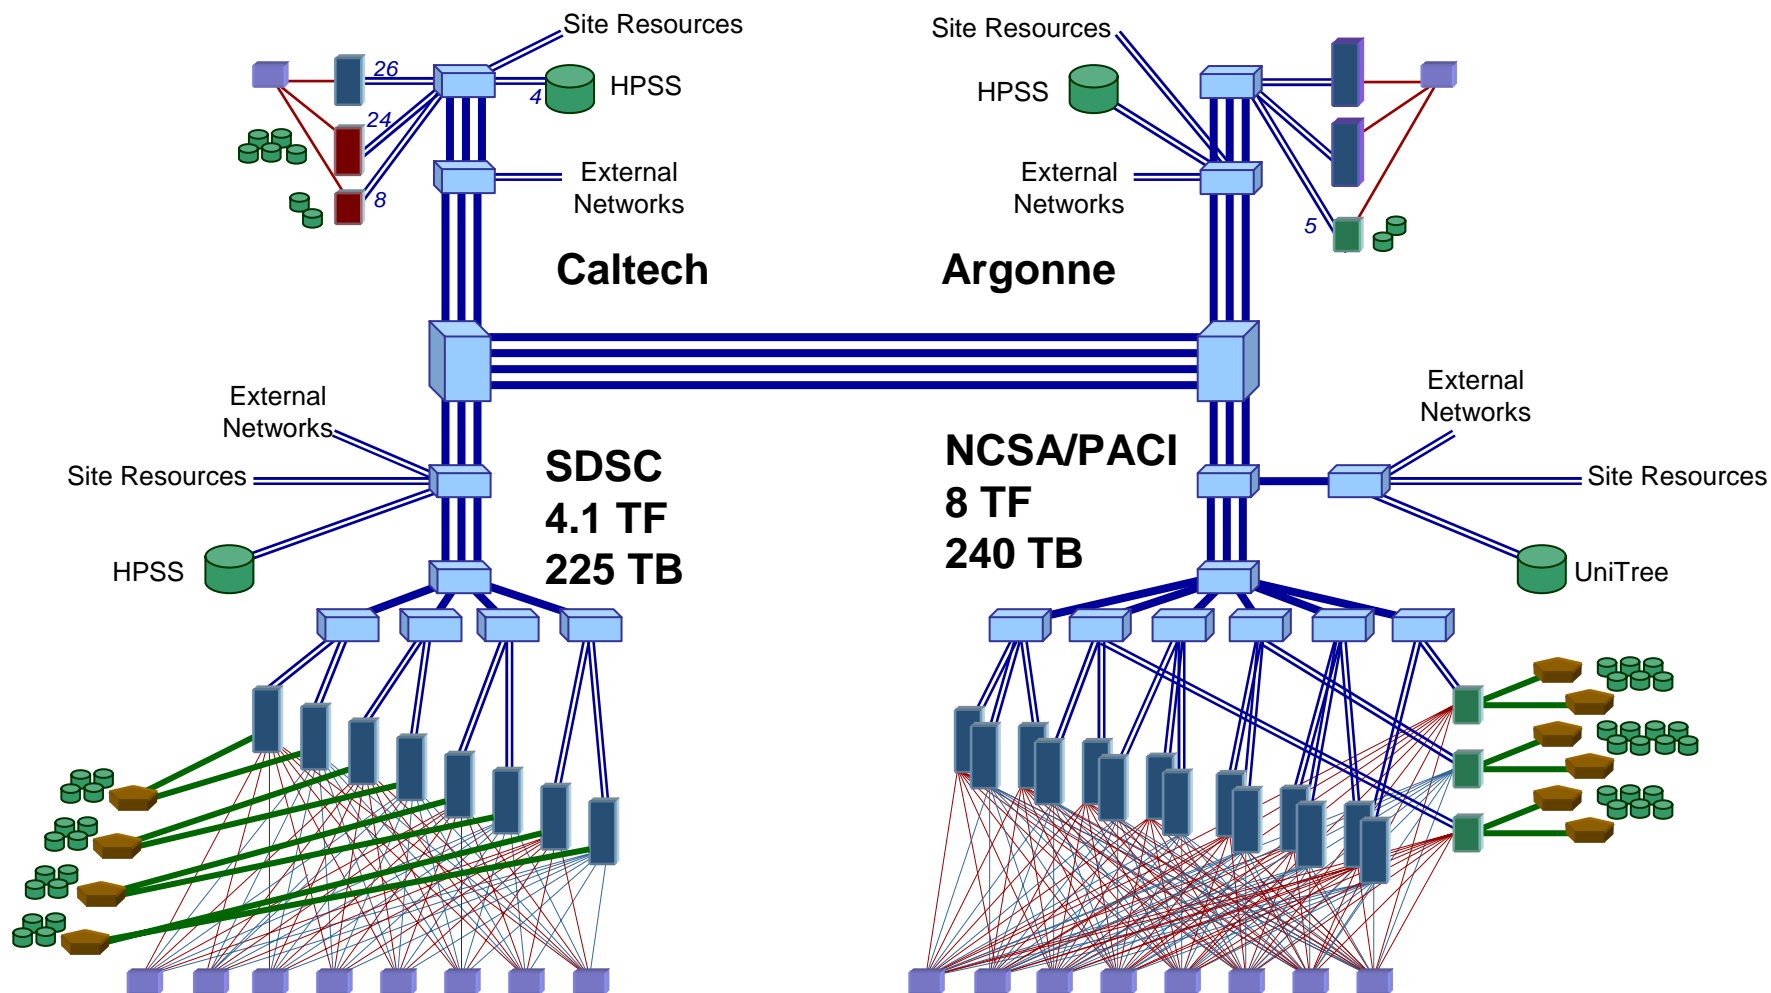 Site Resources
26
4
HPSS
24
8
External
Networks
Caltech
Site Resources
HPSS
External
Networks
5
Argonne
External
Networks
Site Resources
HPSS
SDSC
4.1 TF
225 TB
NCSA/PACI
8 TF
240 TB
External
Networks
Site Resources
UniTree